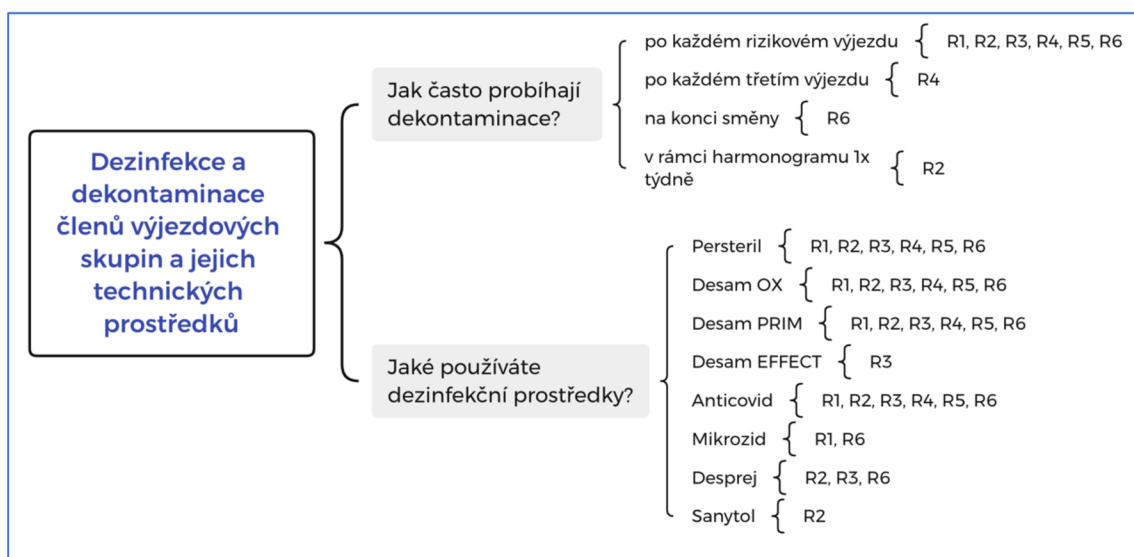 Dezinfekce a
dekontaminace
členů výjezdových
skupin a jejich
technických
prostředků
Jak často probíhají
dekontaminace?
po každém rizikovém výjezdu { R1, R2, R3, R4, R5, R6
po každém třetím výjezdu { R4
na konci směny { R6
v rámci harmonogramu 1x
týdně { R2
Jaké používáte
dezinfekční prostředky?
Persteril { R1, R2, R3, R4, R5, R6
Desam OX { R1, R2, R3, R4, R5, R6
Desam PRIM { R1, R2, R3, R4, R5, R6
Desam EFFECT { R3
Anticovid { R1, R2, R3, R4, R5, R6
Mikrozid { R1, R6
Desprej { R2, R3, R6
Sanytol { R2